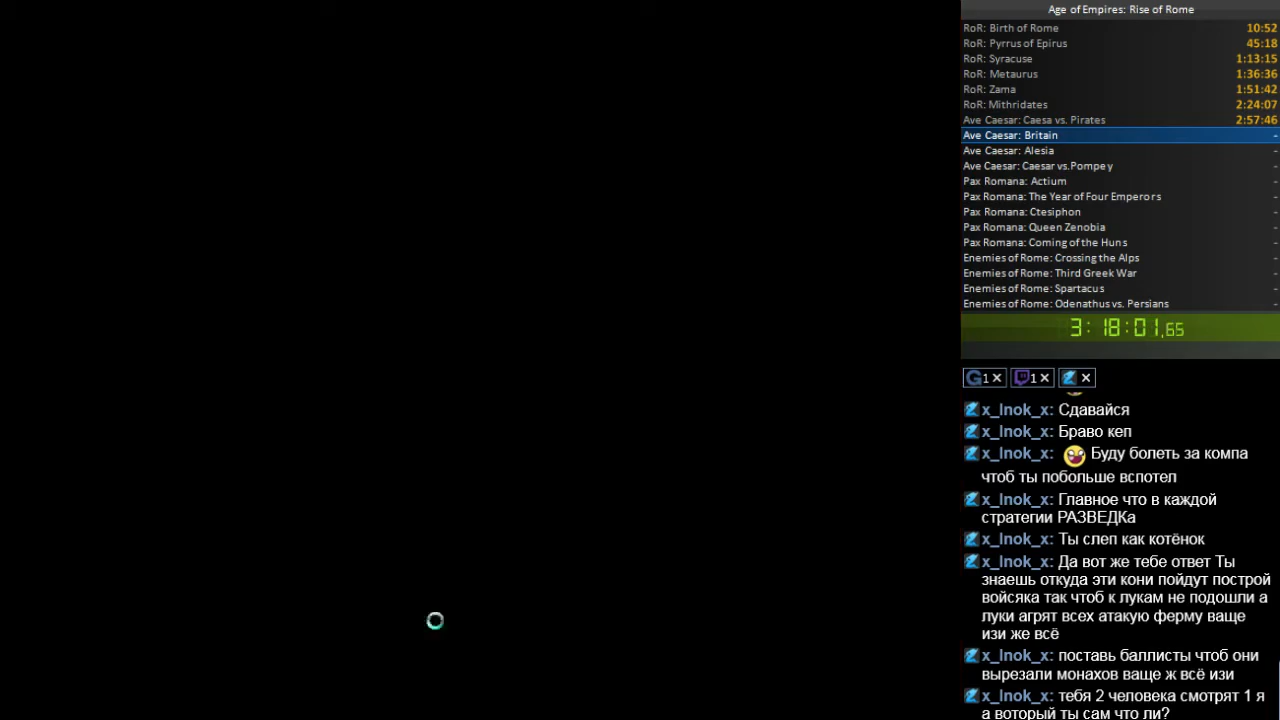 Age of Empires: Rise of Rome
RoR: Birth of Rome 10:52
RoR: Pyrrus of Epirus 45:18
RoR: Syracuse 1:13:15
RoR: Metaurus 1:36:36
RoR: Zama 1:51:42
RoR: Mithridates 2:24:07
Ave Caesar: Caesa vs. Pirates 2:57:46
Ave Caesar: Britain -
Ave Caesar: Alesia -
Ave Caesar: Caesar vs.Pompey -
Pax Romana: Actium -
Pax Romana: The Year of Four Emperors -
Pax Romana: Ctesiphon -
Pax Romana: Queen Zenobia -
Pax Romana: Coming of the Huns -
Enemies of Rome: Crossing the Alps -
Enemies of Rome: Third Greek War -
Enemies of Rome: Spartacus -
Enemies of Rome: Odenathus vs. Persians -
3:18:01,65
G 1 × 1 × ×
x_Inok_x: Сдавайся
x_Inok_x: Браво кеп
x_Inok_x: Буду болеть за компа
чтоб ты побольше вспотел
x_Inok_x: Главное что в каждой
стратегии РАЗВЕДКа
x_Inok_x: Ты слеп как котёнок
x_Inok_x: Да вот же тебе ответ Ты
знаешь откуда эти кони пойдут построй
войсяка так чтоб к лукам не подошли а
луки агрят всех атакую ферму ваще
изи же всё
x_Inok_x: поставь баллисты чтоб они
вырезали монахов ваще ж всё изи
x_Inok_x: тебя 2 человека смотрят 1 я
а воторый ты сам что ли?